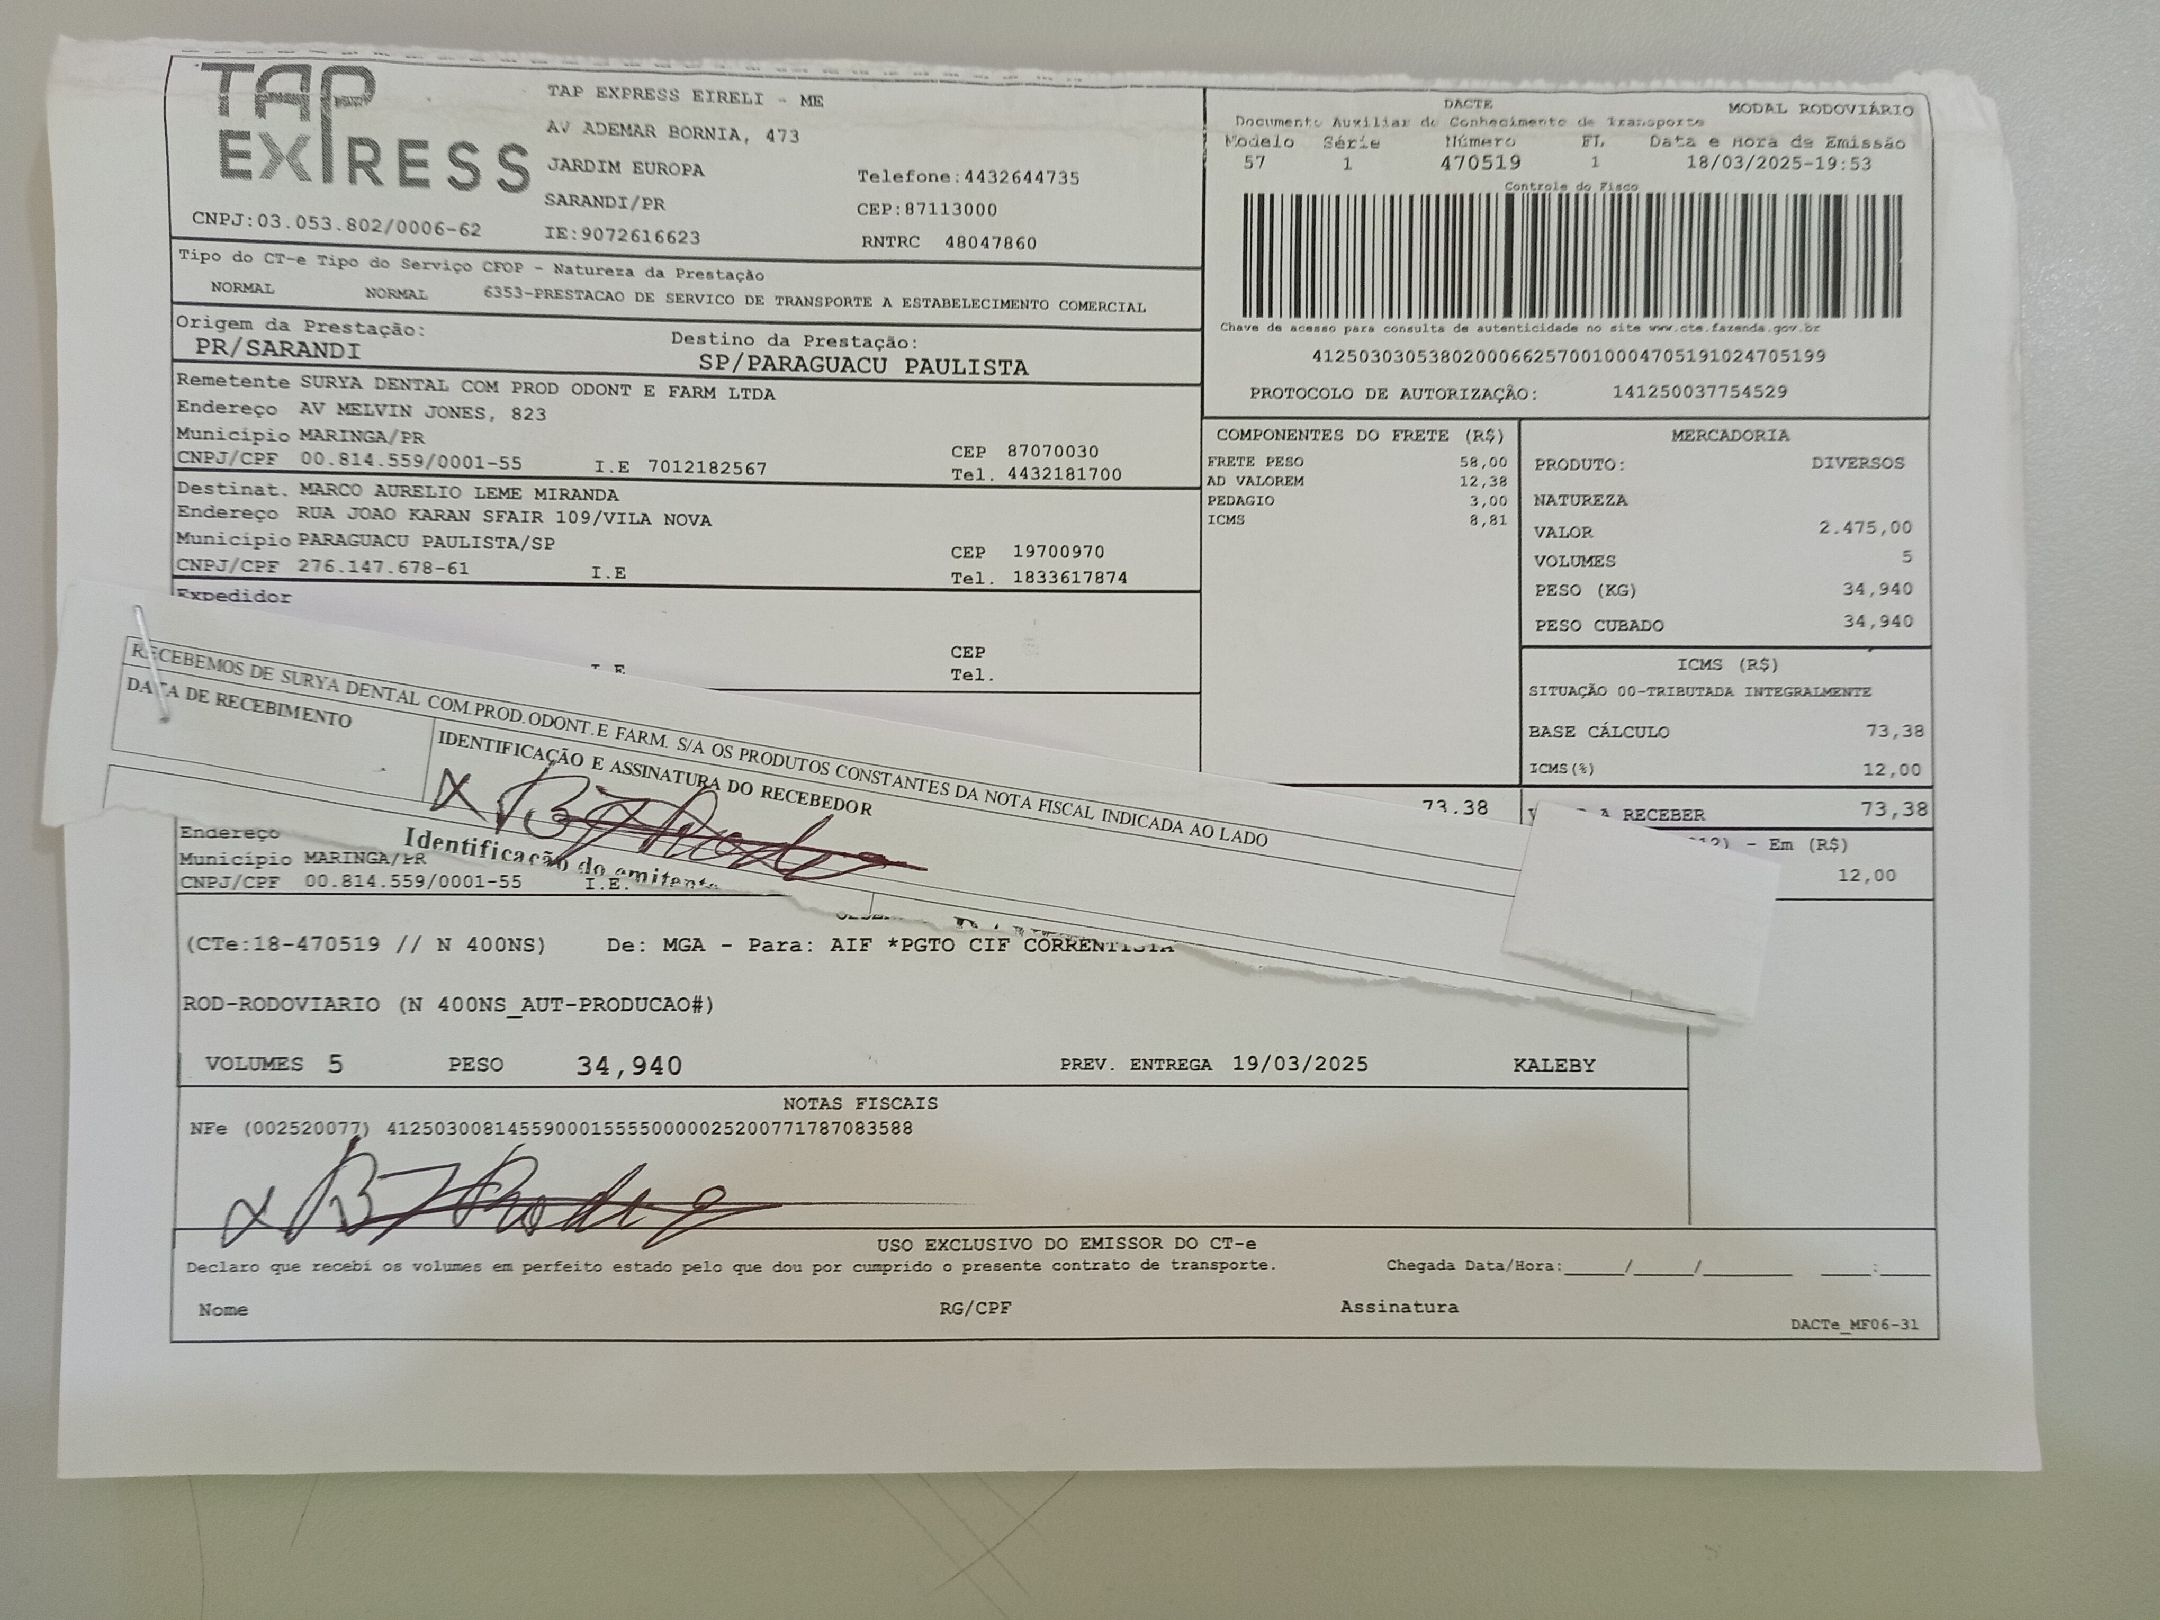 TAP EXPRESS
TAP EXPRESS EIRELI - ME
AV ADEMAR BORNIA, 473
JARDIM EUROPA
Telefone:4432644735
SARANDI/PR
CEP:87113000
CNPJ:03.053.802/0006-62
IE:9072616623
RNTRC 48047860
DACTE
MODAL RODOVIÁRIO
Documento Auxiliar do Conhecimento de Transporte
Modelo Série Número FL Data e Hora de Emissão
57 1 470519 1 18/03/2025-19:53
Controle do Fisco
Chave de acesso para consulta de autenticidade no site www.cte.fazenda.gov.br
41250303053802000662570010004705191024705199
PROTOCOLO DE AUTORIZAÇÃO: 141250037754529
Tipo do CT-e Tipo do Serviço CFOP - Natureza da Prestação
NORMAL NORMAL 6353-PRESTACAO DE SERVICO DE TRANSPORTE A ESTABELECIMENTO COMERCIAL
Origem da Prestação: Destino da Prestação:
PR/SARANDI SP/PARAGUACU PAULISTA
Remetente SURYA DENTAL COM PROD ODONT E FARM LTDA
Endereço AV MELVIN JONES, 823
Município MARINGA/PR CEP 87070030
CNPJ/CPF 00.814.559/0001-55 I.E 7012182567 Tel. 4432181700
Destinat. MARCO AURELIO LEME MIRANDA
Endereço RUA JOAO KARAN SFAIR 109/VILA NOVA
Município PARAGUACU PAULISTA/SP CEP 19700970
CNPJ/CPF 276.147.678-61 I.E Tel. 1833617874
Expedidor
CEP
I.E Tel.
COMPONENTES DO FRETE (R$)
FRETE PESO 58,00
AD VALOREM 12,38
PEDAGIO 3,00
ICMS 8,81
73,38
MERCADORIA
PRODUTO: DIVERSOS
NATUREZA
VALOR 2.475,00
VOLUMES 5
PESO (KG) 34,940
PESO CUBADO 34,940
ICMS (R$)
SITUAÇÃO 00-TRIBUTADA INTEGRALMENTE
BASE CÁLCULO 73,38
ICMS(%) 12,00
A RECEBER 73,38
- Em (R$)
12,00
RECEBEMOS DE SURYA DENTAL COM.PROD.ODONT.E FARM. S/A OS PRODUTOS CONSTANTES DA NOTA FISCAL INDICADA AO LADO
DATA DE RECEBIMENTO
IDENTIFICAÇÃO E ASSINATURA DO RECEBEDOR
Identificação do emitente
Endereço
Município MARINGA/PR
CNPJ/CPF 00.814.559/0001-55 I.E.
(CTe:18-470519 // N 400NS) De: MGA - Para: AIF *PGTO CIF CORRENTISTA
ROD-RODOVIARIO (N 400NS_AUT-PRODUCAO#)
VOLUMES 5 PESO 34,940 PREV. ENTREGA 19/03/2025 KALEBY
NOTAS FISCAIS
NFe (002520077) 41250300814559000155550000025200771787083588
USO EXCLUSIVO DO EMISSOR DO CT-e
Declaro que recebi os volumes em perfeito estado pelo que dou por cumprido o presente contrato de transporte. Chegada Data/Hora:____/____/______ ____:____
Nome RG/CPF Assinatura
DACTe_MF06-31